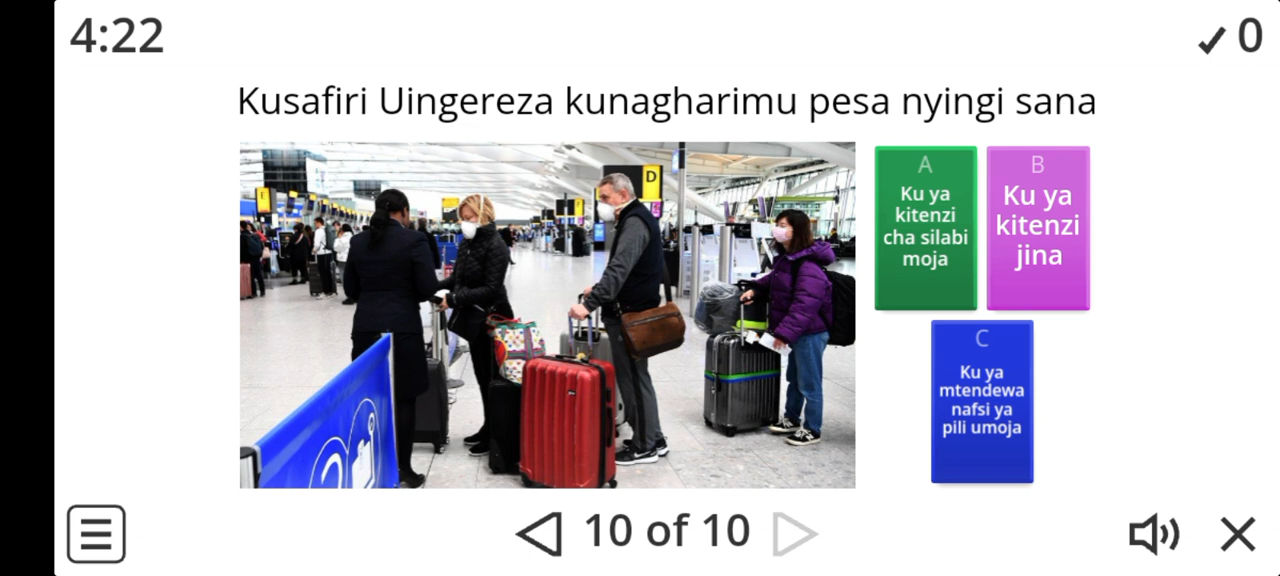 4:22
✓ 0
Kusafiri Uingereza kunagharimu pesa nyingi sana
E
D
A
Ku ya
kitenzi
cha silabi
moja
B
Ku ya
kitenzi
jina
C
Ku ya
mtendewa
nafsi ya
pili umoja
10 of 10